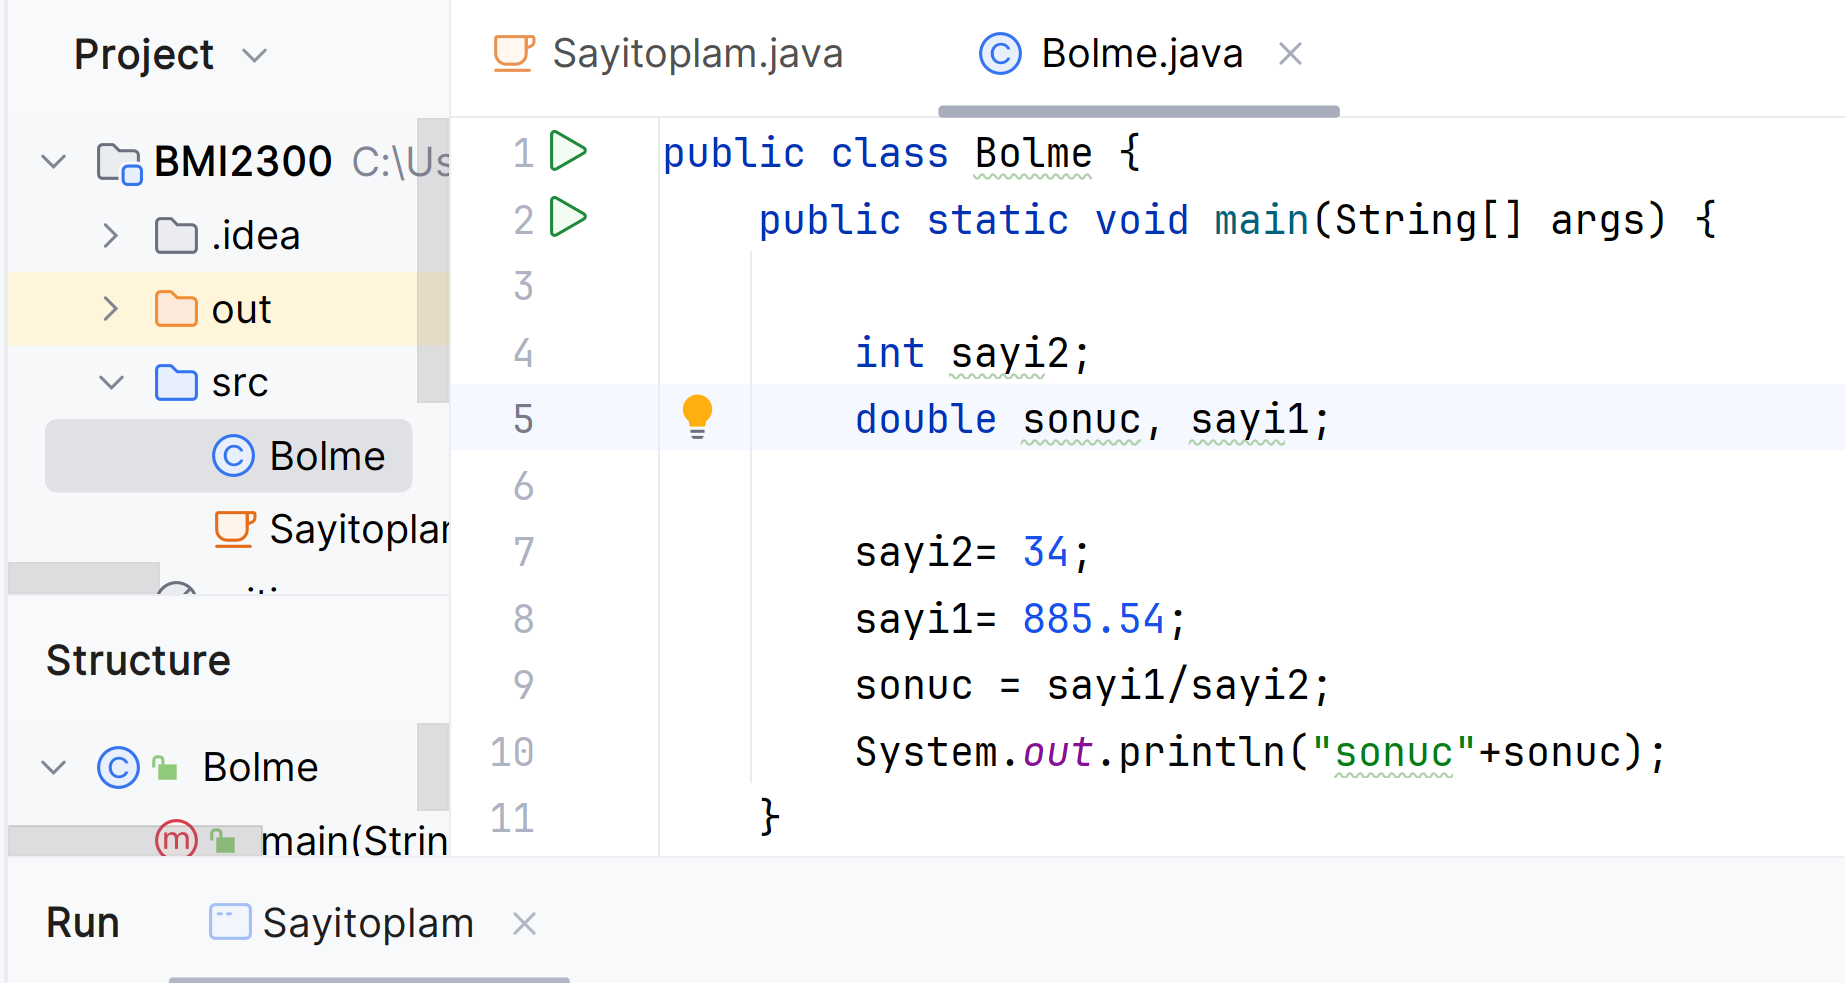 Project
BMI2300 C:\Us
.idea
out
src
Bolme
Sayitoplar
Structure
Bolme
main(Strin
Sayitoplam.java
Bolme.java
1 public class Bolme {
2 public static void main(String[] args) {
3
4 int sayi2;
5 double sonuc, sayi1;
6
7 sayi2= 34;
8 sayi1= 885.54;
9 sonuc = sayi1/sayi2;
10 System.out.println("sonuc"+sonuc);
11 }
Run
Sayitoplam